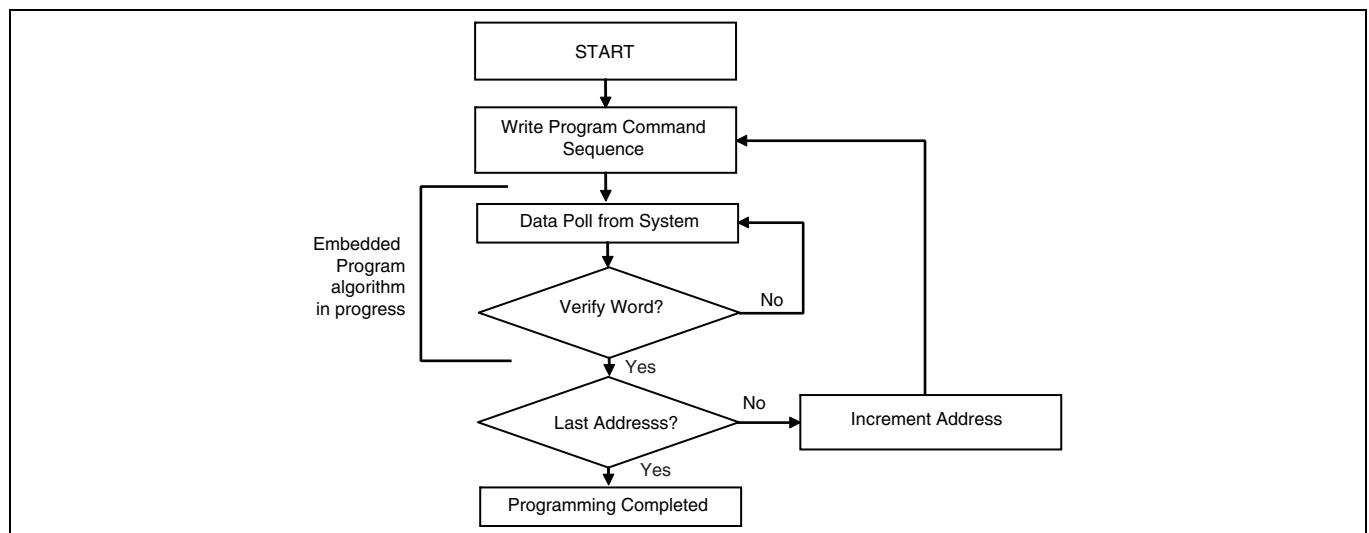 START
Write Program Command
Sequence
Data Poll from System
Embedded
Program
algorithm
in progress
Verify Word?
No
Yes
Last Addresss?
No
Increment Address
Yes
Programming Completed